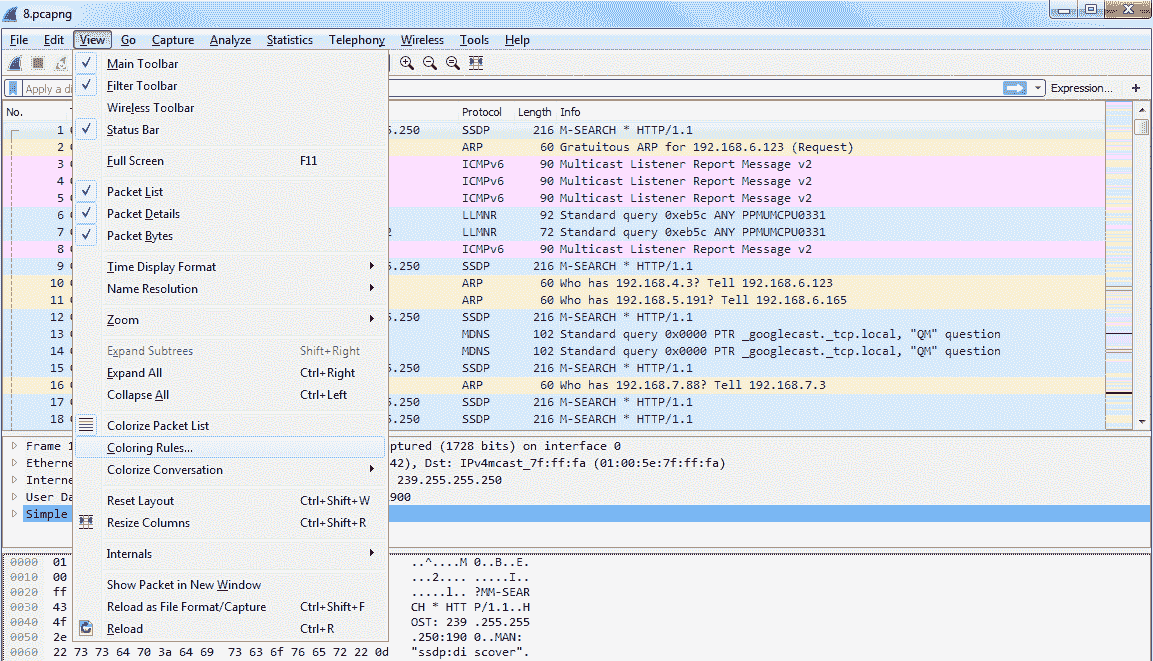 8.pcapng
File Edit View Go Capture Analyze Statistics Telephony Wireless Tools Help
Main Toolbar
Filter Toolbar
Wireless Toolbar
Status Bar
Full Screen F11
Packet List
Packet Details
Packet Bytes
Time Display Format
Name Resolution
Zoom
Expand Subtrees Shift+Right
Expand All Ctrl+Right
Collapse All Ctrl+Left
Colorize Packet List
Coloring Rules...
Colorize Conversation
Reset Layout Ctrl+Shift+W
Resize Columns Ctrl+Shift+R
Internals
Show Packet in New Window
Reload as File Format/Capture Ctrl+Shift+F
Reload Ctrl+R
Apply a di Expression... +
No. Protocol Length Info
1 5.250 SSDP 216 M-SEARCH * HTTP/1.1
2 ARP 60 Gratuitous ARP for 192.168.6.123 (Request)
3 ICMPv6 90 Multicast Listener Report Message v2
4 ICMPv6 90 Multicast Listener Report Message v2
5 ICMPv6 90 Multicast Listener Report Message v2
6 LLMNR 92 Standard query 0xeb5c ANY PPMUMCPU0331
7 2 LLMNR 72 Standard query 0xeb5c ANY PPMUMCPU0331
8 ICMPv6 90 Multicast Listener Report Message v2
9 5.250 SSDP 216 M-SEARCH * HTTP/1.1
10 ARP 60 Who has 192.168.4.3? Tell 192.168.6.123
11 ARP 60 Who has 192.168.5.191? Tell 192.168.6.165
12 5.250 SSDP 216 M-SEARCH * HTTP/1.1
13 MDNS 102 Standard query 0x0000 PTR _googlecast._tcp.local, "QM" question
14 MDNS 102 Standard query 0x0000 PTR _googlecast._tcp.local, "QM" question
15 5.250 SSDP 216 M-SEARCH * HTTP/1.1
16 ARP 60 Who has 192.168.7.88? Tell 192.168.7.3
17 5.250 SSDP 216 M-SEARCH * HTTP/1.1
18 5.250 SSDP 216 M-SEARCH * HTTP/1.1
Frame 1 ptured (1728 bits) on interface 0
Etherne 42), Dst: IPv4mcast_7f:ff:fa (01:00:5e:7f:ff:fa)
Interne 239.255.255.250
User Da 900
Simple
0000 01 ..^....M 0..B..E.
0010 00 ...2.... ......I..
0020 ff .....l.. ?MM-SEAR
0030 43 CH * HTT P/1.1..H
0040 4f OST: 239 .255.255
0050 2e .250:190 0..MAN:
0060 22 73 73 64 70 3a 64 69 73 63 6f 76 65 72 22 0d "ssdp:di scover".